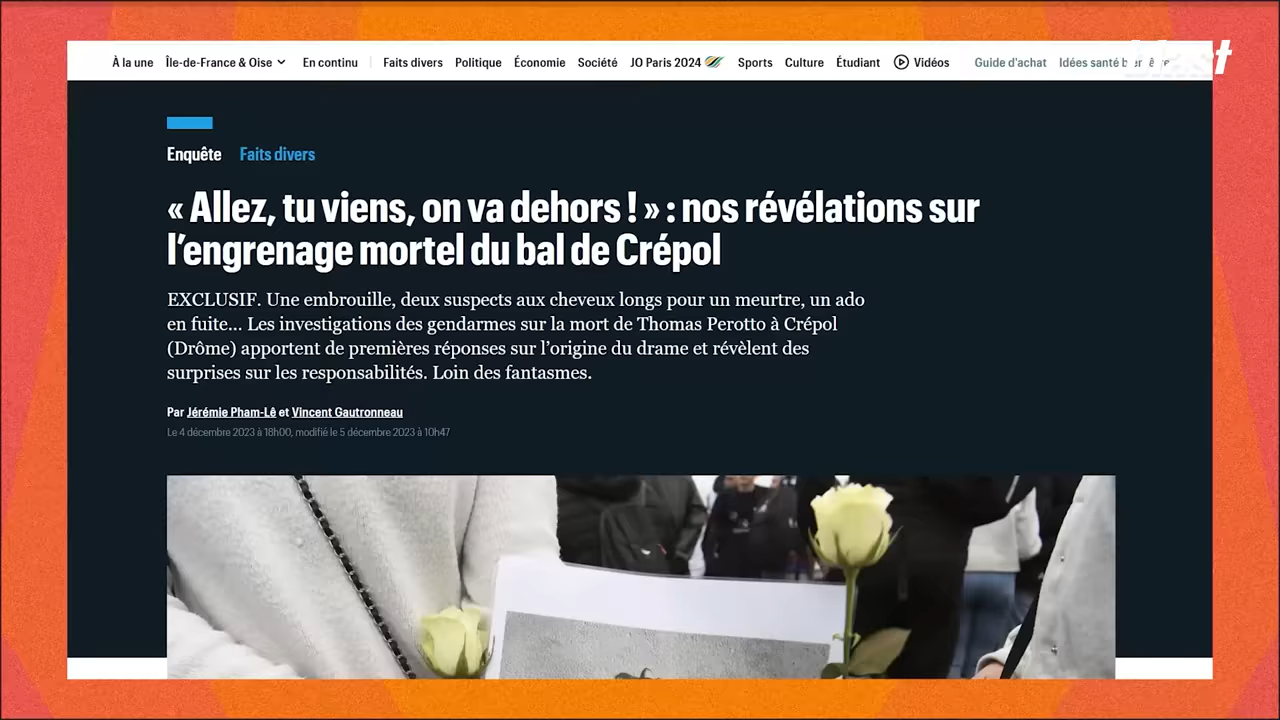 À la une Île-de-France & Oise En continu Faits divers Politique Économie Société JO Paris 2024 Sports Culture Étudiant Vidéos Guide d'achat Idées santé
Blast
Enquête Faits divers
« Allez, tu viens, on va dehors ! » : nos révélations sur
l'engrenage mortel du bal de Crépol
EXCLUSIF. Une embrouille, deux suspects aux cheveux longs pour un meurtre, un ado
en fuite... Les investigations des gendarmes sur la mort de Thomas Perotto à Crépol
(Drôme) apportent de premières réponses sur l'origine du drame et révèlent des
surprises sur les responsabilités. Loin des fantasmes.
Par Jérémie Pham-Lê et Vincent Gautronneau
Le 4 décembre 2023 à 18h00, modifié le 5 décembre 2023 à 10h47